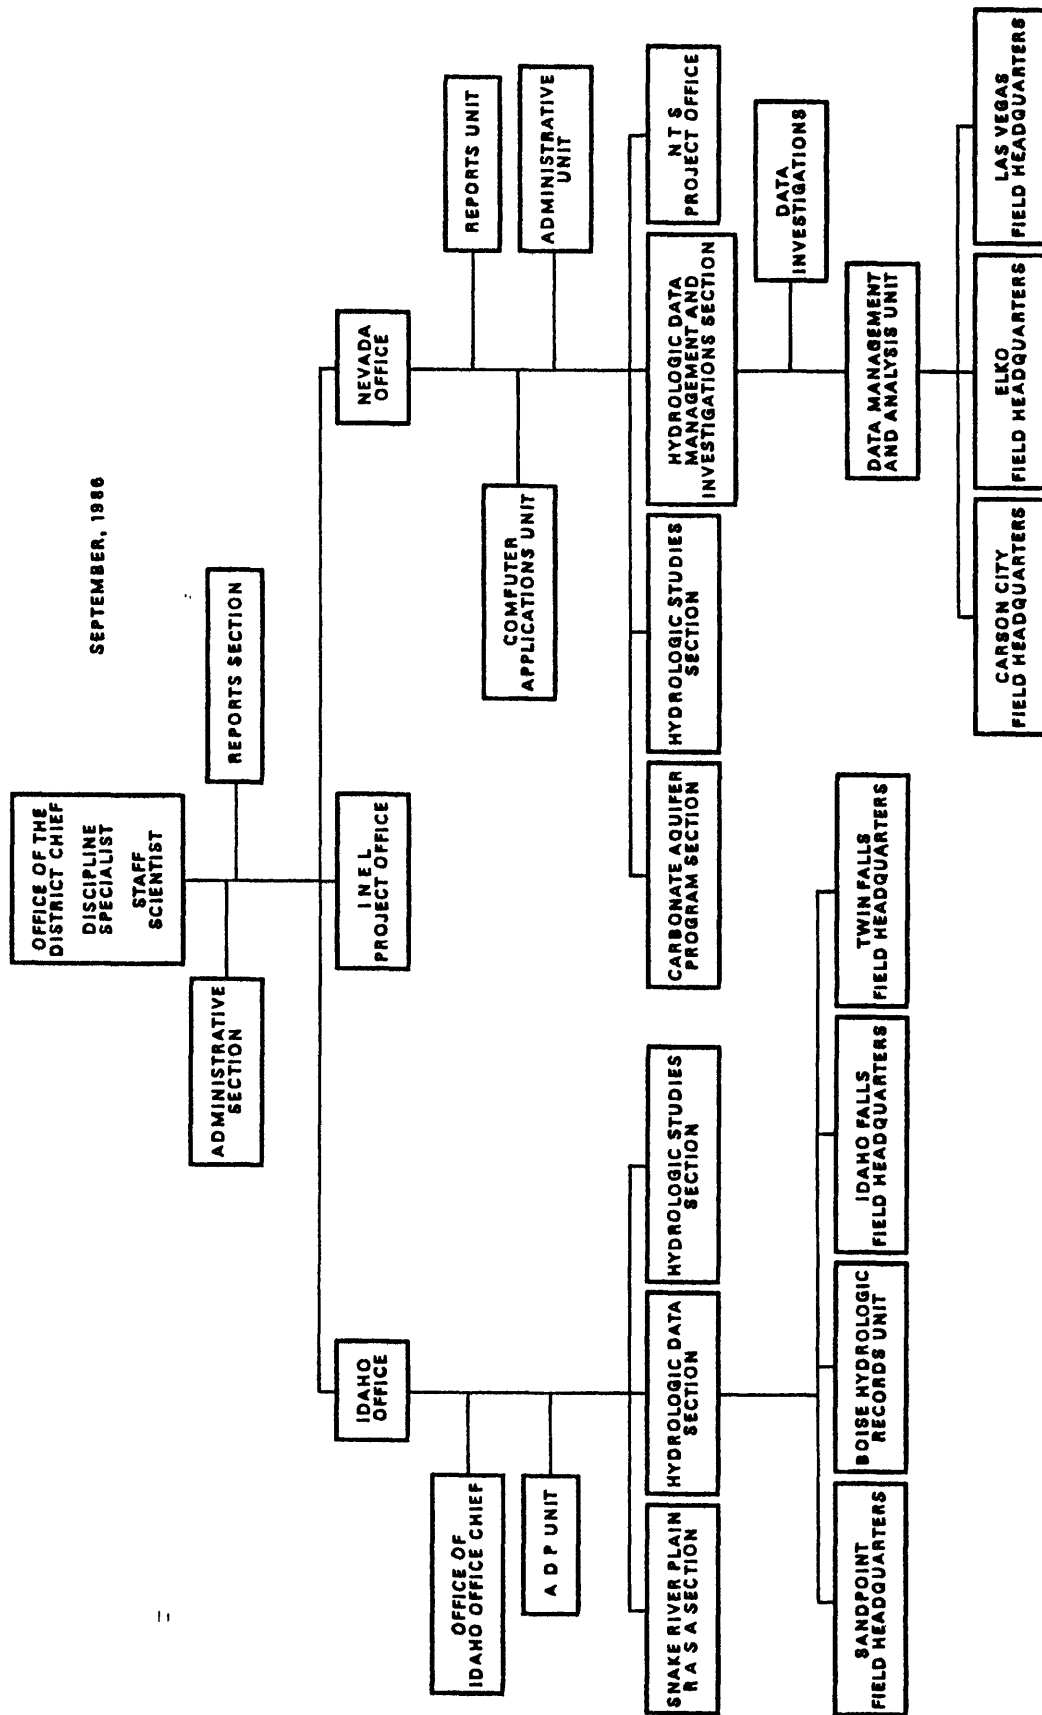 SEPTEMBER, 1986
OFFICE OF THE
DISTRICT CHIEF
DISCIPLINE
SPECIALIST
STAFF
SCIENTIST
ADMINISTRATIVE
SECTION
REPORTS SECTION
IDAHO
OFFICE
I N E L
PROJECT OFFICE
NEVADA
OFFICE
OFFICE OF
IDAHO OFFICE CHIEF
A D P UNIT
REPORTS UNIT
COMPUTER
APPLICATIONS UNIT
ADMINISTRATIVE
UNIT
SNAKE RIVER PLAIN
R A S A SECTION
HYDROLOGIC DATA
SECTION
HYDROLOGIC STUDIES
SECTION
CARBONATE AQUIFER
PROGRAM SECTION
HYDROLOGIC STUDIES
SECTION
HYDROLOGIC DATA
MANAGEMENT AND
INVESTIGATIONS SECTION
N T S
PROJECT OFFICE
DATA
INVESTIGATIONS
SANDPOINT
FIELD HEADQUARTERS
BOISE HYDROLOGIC
RECORDS UNIT
IDAHO FALLS
FIELD HEADQUARTERS
TWIN FALLS
FIELD HEADQUARTERS
DATA MANAGEMENT
AND ANALYSIS UNIT
CARSON CITY
FIELD HEADQUARTERS
ELKO
FIELD HEADQUARTERS
LAS VEGAS
FIELD HEADQUARTERS